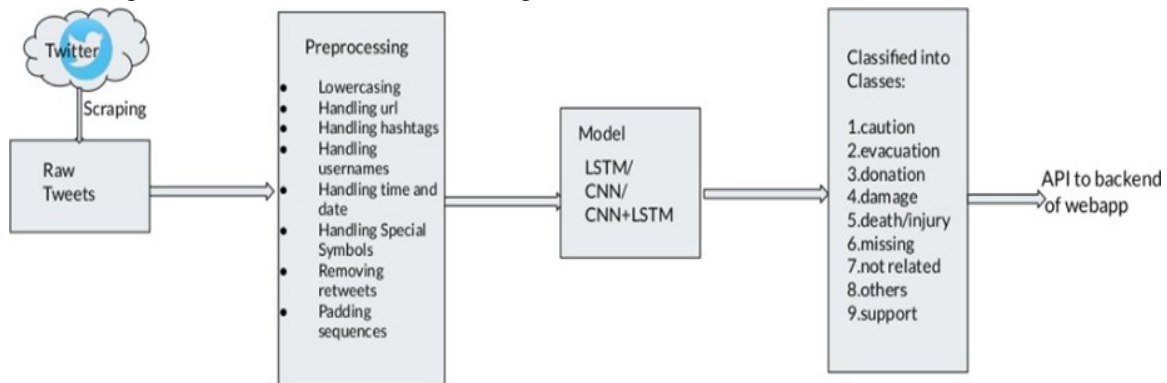 Twitter
Scraping
Raw
Tweets
Preprocessing
● Lowercasing
● Handling url
● Handling hashtags
● Handling
usernames
● Handling time and
date
● Handling Special
Symbols
● Removing
retweets
● Padding
sequences
Model
LSTM/
CNN/
CNN+LSTM
Classified into
Classes:
1.caution
2.evacuation
3.donation
4.damage
5.death/injury
6.missing
7.not related
8.others
9.support
API to backend
of webapp